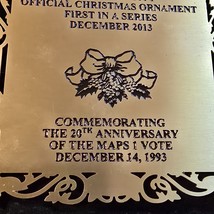 OFFICIAL CHRISTMAS ORNAMENT
FIRST IN A SERIES
DECEMBER 2013
COMMEMORATING
THE 20TH ANNIVERSARY
OF THE MAPS 1 VOTE
DECEMBER 14, 1993